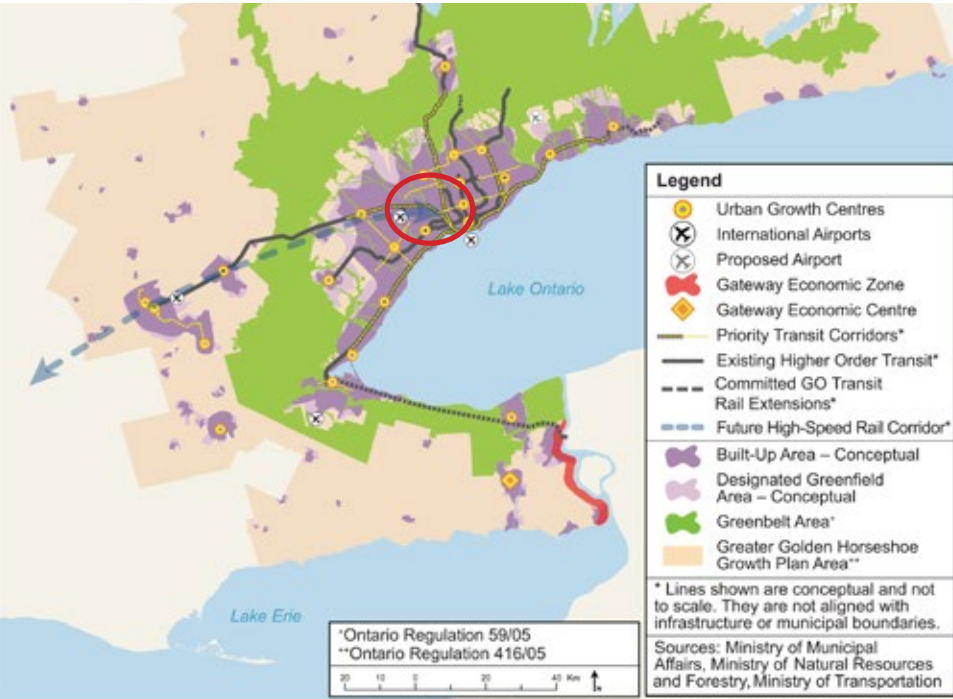 Lake Ontario
Lake Erie
Legend
Urban Growth Centres
International Airports
Proposed Airport
Gateway Economic Zone
Gateway Economic Centre
Priority Transit Corridors*
Existing Higher Order Transit*
Committed GO Transit
Rail Extensions*
Future High-Speed Rail Corridor*
Built-Up Area – Conceptual
Designated Greenfield
Area – Conceptual
Greenbelt Area⁺
Greater Golden Horseshoe
Growth Plan Area⁺⁺
* Lines shown are conceptual and not
to scale. They are not aligned with
infrastructure or municipal boundaries.
Sources: Ministry of Municipal
Affairs, Ministry of Natural Resources
and Forestry, Ministry of Transportation
⁺Ontario Regulation 59/05
⁺⁺Ontario Regulation 416/05
20 10 0 20 40 Km
N